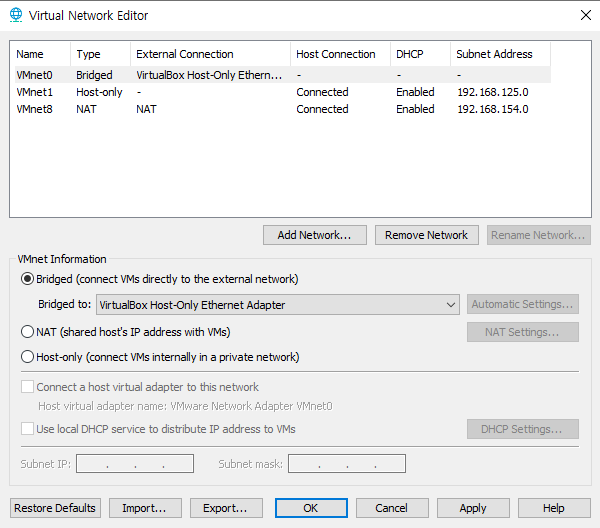 Virtual Network Editor
Name Type External Connection Host Connection DHCP Subnet Address
VMnet0 Bridged VirtualBox Host-Only Ethern... - - -
VMnet1 Host-only - Connected Enabled 192.168.125.0
VMnet8 NAT NAT Connected Enabled 192.168.154.0
Add Network... Remove Network Rename Network...
VMnet Information
Bridged (connect VMs directly to the external network)
Bridged to: VirtualBox Host-Only Ethernet Adapter Automatic Settings...
NAT (shared host's IP address with VMs) NAT Settings...
Host-only (connect VMs internally in a private network)
Connect a host virtual adapter to this network
Host virtual adapter name: VMware Network Adapter VMnet0
Use local DHCP service to distribute IP address to VMs DHCP Settings...
Subnet IP: . . . Subnet mask: . . .
Restore Defaults Import... Export... OK Cancel Apply Help